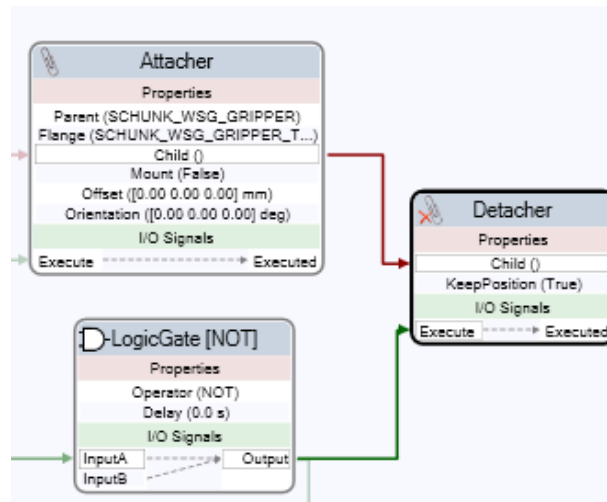 Attacher
Properties
Parent (SCHUNK_WSG_GRIPPER)
Flange (SCHUNK_WSG_GRIPPER_T...)
Child ()
Mount (False)
Offset ([0.00 0.00 0.00] mm)
Orientation ([0.00 0.00 0.00] deg)
I/O Signals
Execute Executed
Detacher
Properties
Child ()
KeepPosition (True)
I/O Signals
Execute Executed
LogicGate [NOT]
Properties
Operator (NOT)
Delay (0.0 s)
I/O Signals
InputA Output
InputB